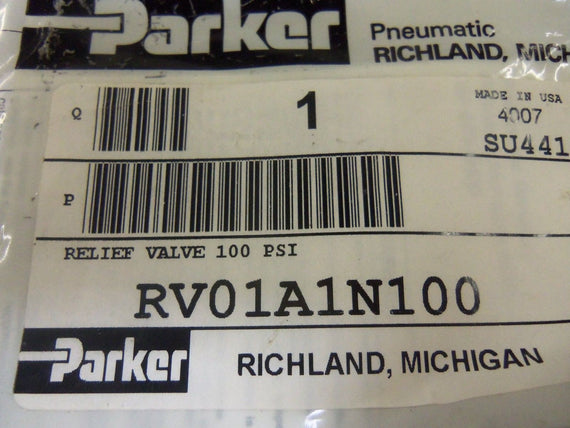 Parker
Pneumatic
RICHLAND, MICH
Q
1
MADE IN USA
4007
SU441
P
RELIEF VALVE 100 PSI
RV01A1N100
Parker
RICHLAND, MICHIGAN